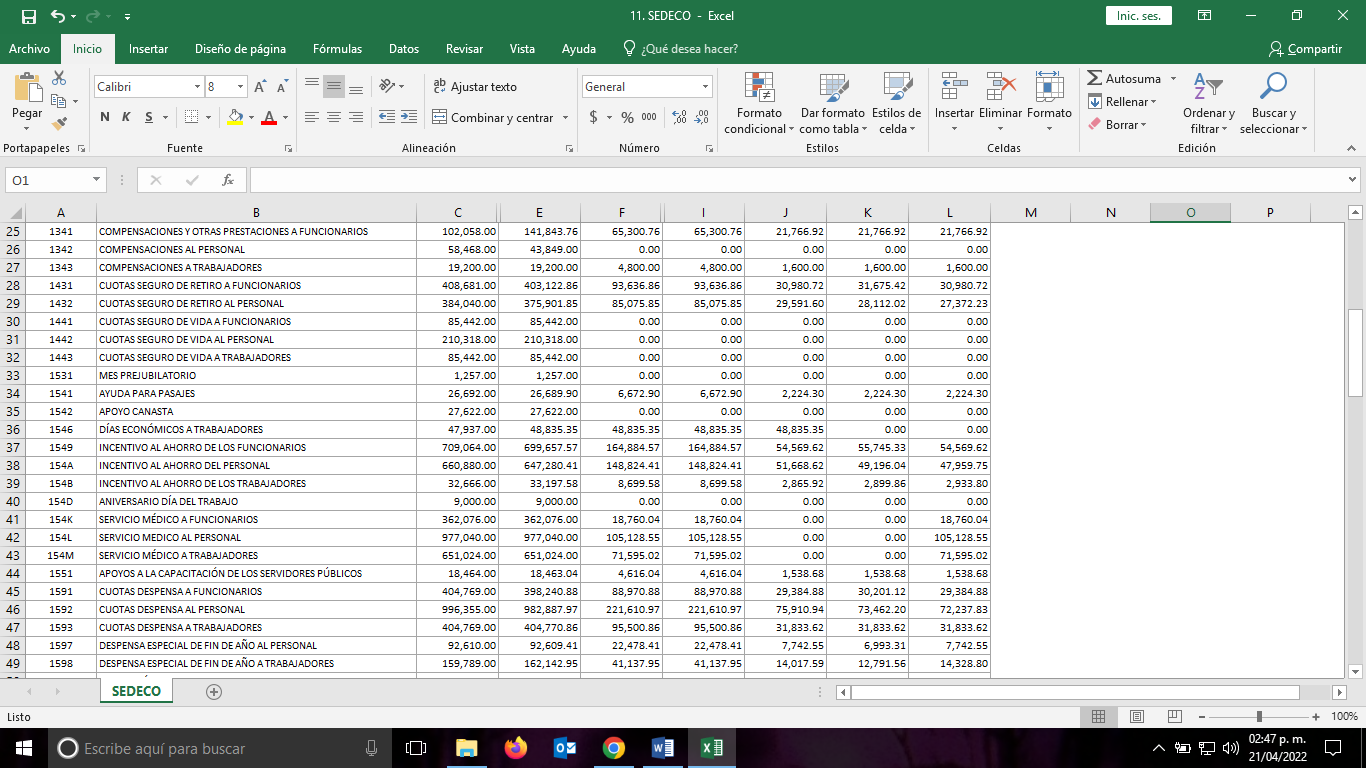 11. SEDECO - Excel
Inic. ses.
Archivo Inicio Insertar Diseño de página Fórmulas Datos Revisar Vista Ayuda ¿Qué desea hacer? Compartir
Pegar
Calibri 8
N K S
Ajustar texto
Combinar y centrar
General
$ % 000
Formato condicional
Dar formato como tabla
Estilos de celda
Insertar Eliminar Formato
Autosuma
Rellenar
Borrar
Ordenar y filtrar
Buscar y seleccionar
Portapapeles Fuente Alineación Número Estilos Celdas Edición
O1 fx
A B C E F I J K L M N O P
25 1341 COMPENSACIONES Y OTRAS PRESTACIONES A FUNCIONARIOS 102,058.00 141,843.76 65,300.76 65,300.76 21,766.92 21,766.92 21,766.92
26 1342 COMPENSACIONES AL PERSONAL 58,468.00 43,849.00 0.00 0.00 0.00 0.00 0.00
27 1343 COMPENSACIONES A TRABAJADORES 19,200.00 19,200.00 4,800.00 4,800.00 1,600.00 1,600.00 1,600.00
28 1431 CUOTAS SEGURO DE RETIRO A FUNCIONARIOS 408,681.00 403,122.86 93,636.86 93,636.86 30,980.72 31,675.42 30,980.72
29 1432 CUOTAS SEGURO DE RETIRO AL PERSONAL 384,040.00 375,901.85 85,075.85 85,075.85 29,591.60 28,112.02 27,372.23
30 1441 CUOTAS SEGURO DE VIDA A FUNCIONARIOS 85,442.00 85,442.00 0.00 0.00 0.00 0.00 0.00
31 1442 CUOTAS SEGURO DE VIDA AL PERSONAL 210,318.00 210,318.00 0.00 0.00 0.00 0.00 0.00
32 1443 CUOTAS SEGURO DE VIDA A TRABAJADORES 85,442.00 85,442.00 0.00 0.00 0.00 0.00 0.00
33 1531 MES PREJUBILATORIO 1,257.00 1,257.00 0.00 0.00 0.00 0.00 0.00
34 1541 AYUDA PARA PASAJES 26,692.00 26,689.90 6,672.90 6,672.90 2,224.30 2,224.30 2,224.30
35 1542 APOYO CANASTA 27,622.00 27,622.00 0.00 0.00 0.00 0.00 0.00
36 1546 DÍAS ECONÓMICOS A TRABAJADORES 47,937.00 48,835.35 48,835.35 48,835.35 48,835.35 0.00 0.00
37 1549 INCENTIVO AL AHORRO DE LOS FUNCIONARIOS 709,064.00 699,657.57 164,884.57 164,884.57 54,569.62 55,745.33 54,569.62
38 154A INCENTIVO AL AHORRO DEL PERSONAL 660,880.00 647,280.41 148,824.41 148,824.41 51,668.62 49,196.04 47,959.75
39 154B INCENTIVO AL AHORRO DE LOS TRABAJADORES 32,666.00 33,197.58 8,699.58 8,699.58 2,865.92 2,899.86 2,933.80
40 154D ANIVERSARIO DÍA DEL TRABAJO 9,000.00 9,000.00 0.00 0.00 0.00 0.00 0.00
41 154K SERVICIO MÉDICO A FUNCIONARIOS 362,076.00 362,076.00 18,760.04 18,760.04 0.00 0.00 18,760.04
42 154L SERVICIO MEDICO AL PERSONAL 977,040.00 977,040.00 105,128.55 105,128.55 0.00 0.00 105,128.55
43 154M SERVICIO MÉDICO A TRABAJADORES 651,024.00 651,024.00 71,595.02 71,595.02 0.00 0.00 71,595.02
44 1551 APOYOS A LA CAPACITACIÓN DE LOS SERVIDORES PÚBLICOS 18,464.00 18,463.04 4,616.04 4,616.04 1,538.68 1,538.68 1,538.68
45 1591 CUOTAS DESPENSA A FUNCIONARIOS 404,769.00 398,240.88 88,970.88 88,970.88 29,384.88 30,201.12 29,384.88
46 1592 CUOTAS DESPENSA AL PERSONAL 996,355.00 982,887.97 221,610.97 221,610.97 75,910.94 73,462.20 72,237.83
47 1593 CUOTAS DESPENSA A TRABAJADORES 404,769.00 404,770.86 95,500.86 95,500.86 31,833.62 31,833.62 31,833.62
48 1597 DESPENSA ESPECIAL DE FIN DE AÑO AL PERSONAL 92,610.00 92,609.41 22,478.41 22,478.41 7,742.55 6,993.31 7,742.55
49 1598 DESPENSA ESPECIAL DE FIN DE AÑO A TRABAJADORES 159,789.00 162,142.95 41,137.95 41,137.95 14,017.59 12,791.56 14,328.80
SEDECO
Listo 100%
Escribe aquí para buscar
02:47 p. m.
21/04/2022